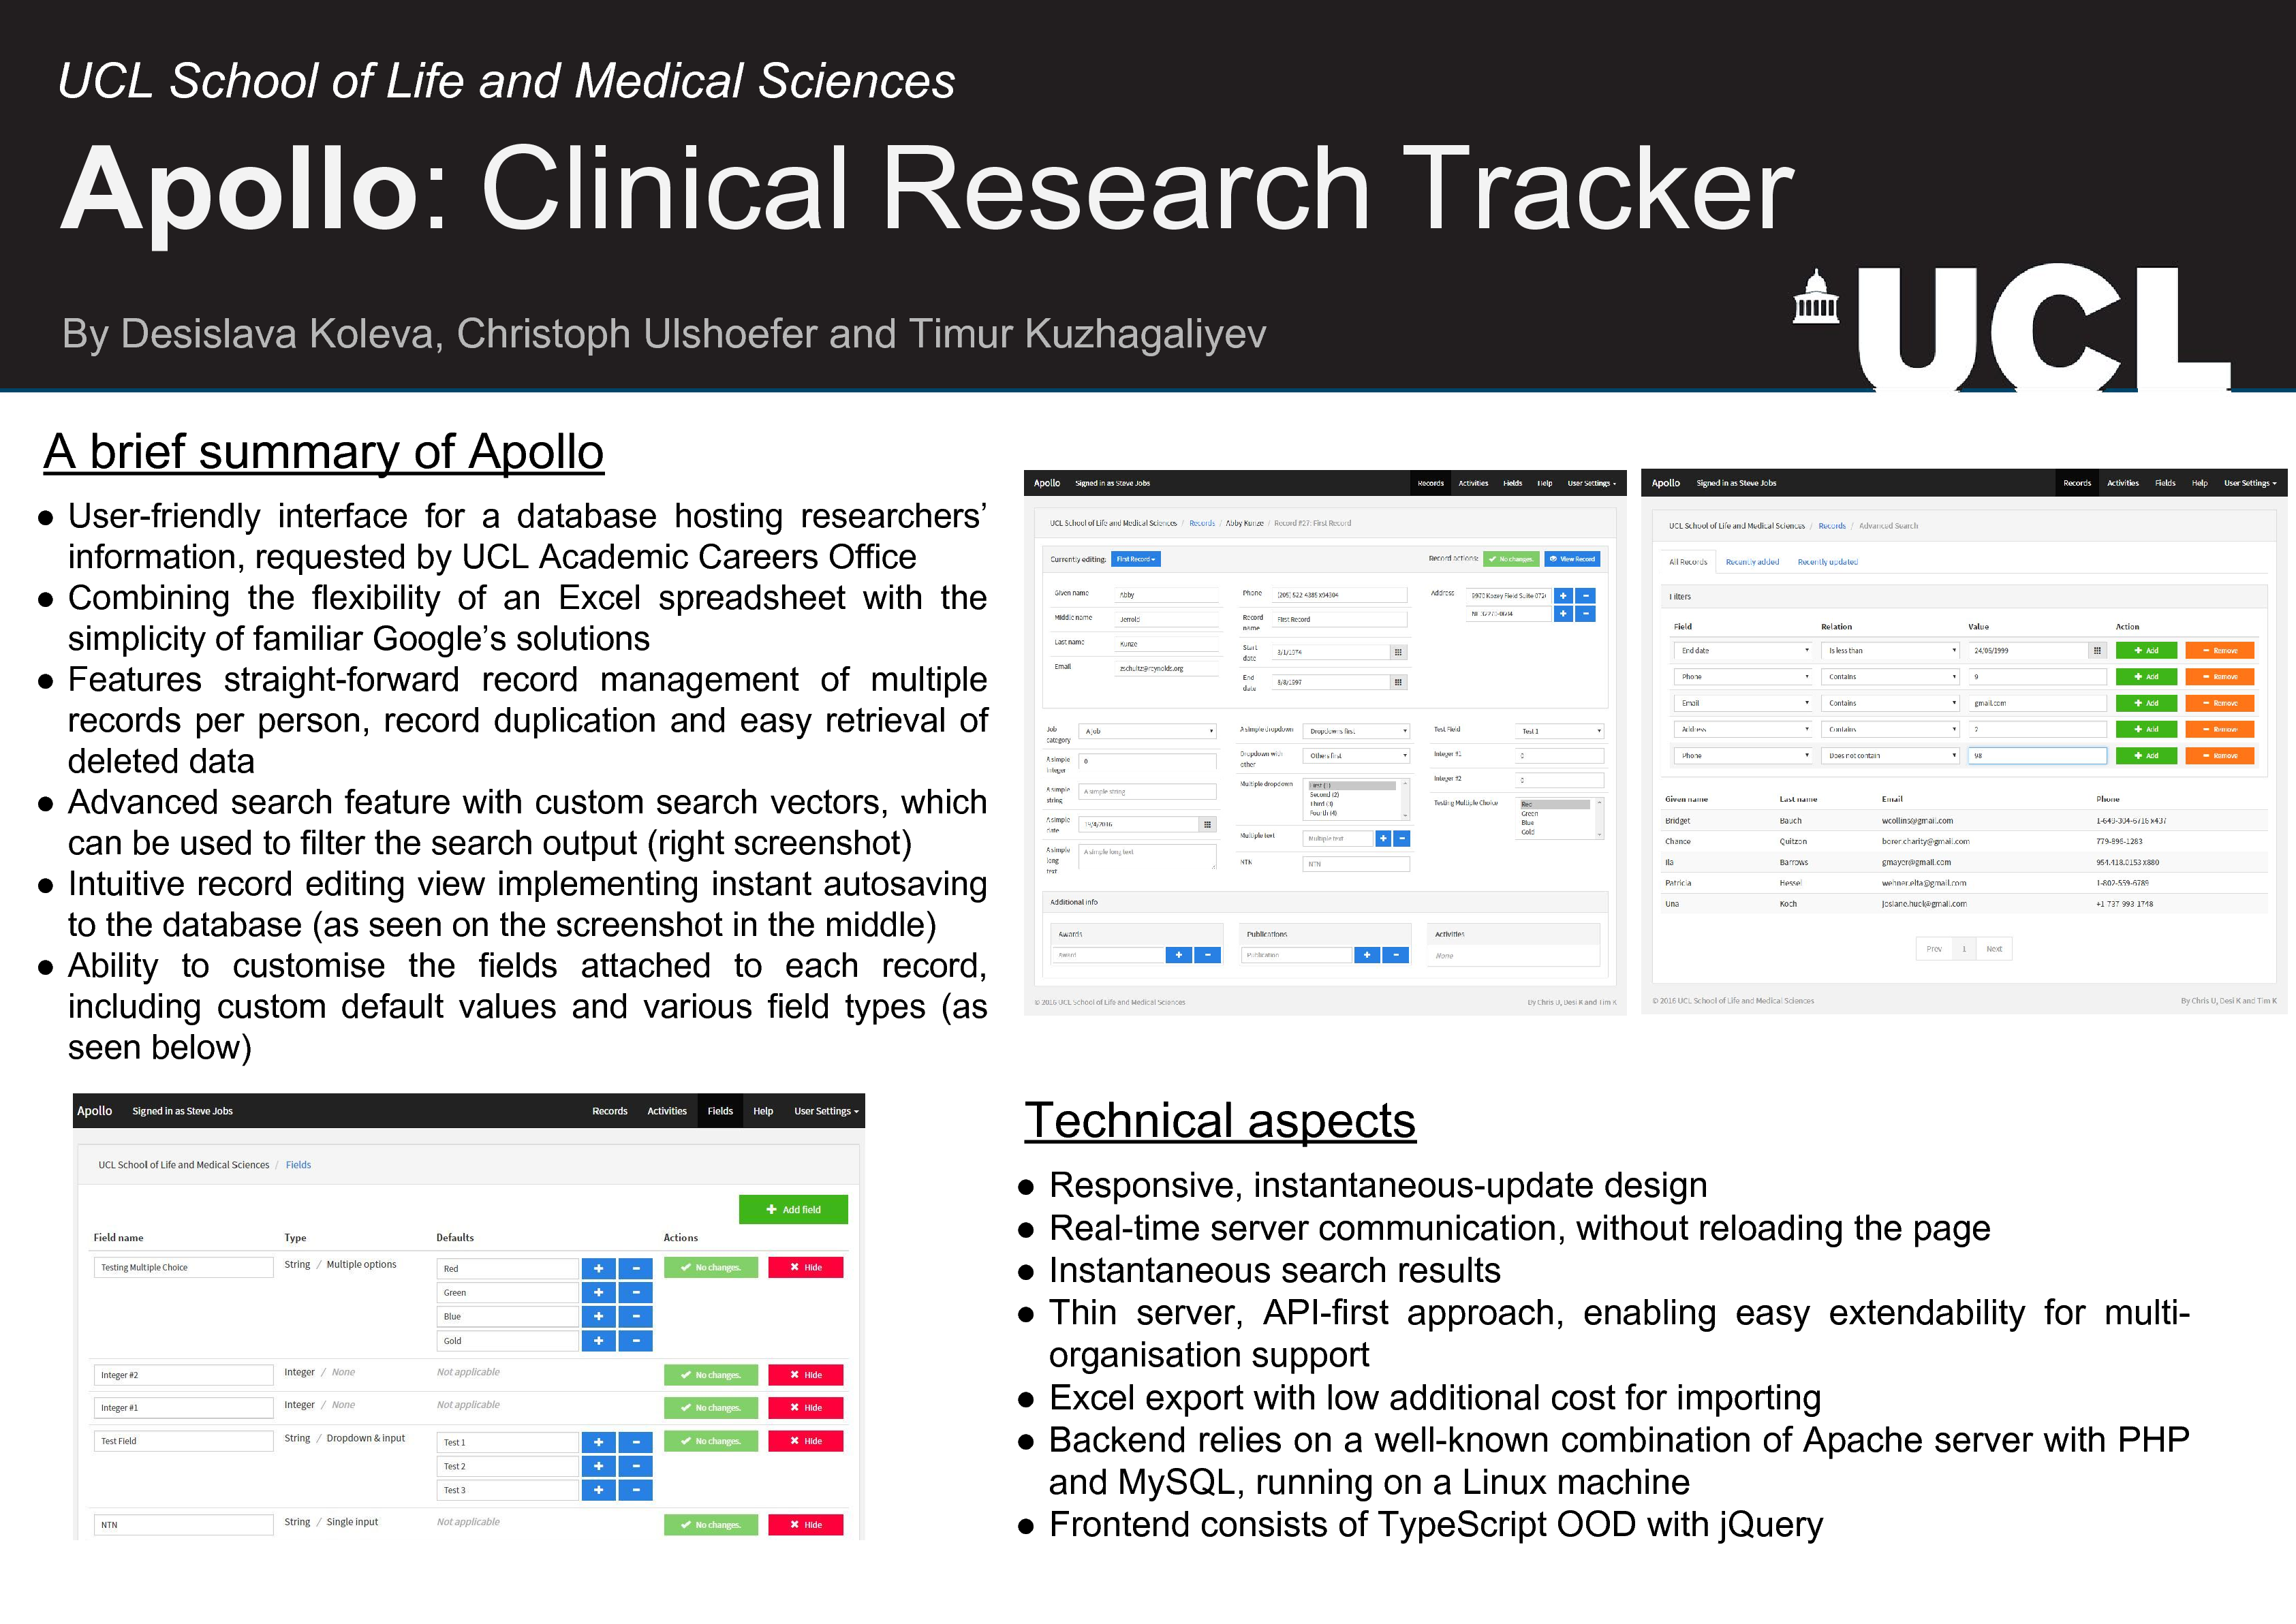 UCL School of Life and Medical Sciences
Apollo: Clinical Research Tracker
By Desislava Koleva, Christoph Ulshoefer and Timur Kuzhagaliyev
UCL
A brief summary of Apollo
● User-friendly interface for a database hosting researchers’
information, requested by UCL Academic Careers Office
● Combining the flexibility of an Excel spreadsheet with the
simplicity of familiar Google’s solutions
● Features straight-forward record management of multiple
records per person, record duplication and easy retrieval of
deleted data
● Advanced search feature with custom search vectors, which
can be used to filter the search output (right screenshot)
● Intuitive record editing view implementing instant autosaving
to the database (as seen on the screenshot in the middle)
● Ability to customise the fields attached to each record,
including custom default values and various field types (as
seen below)
Apollo Signed in as Steve Jobs Records Activities Fields Help User Settings
UCL School of Life and Medical Sciences / Records / Abby Kunze / Record #27: First Record
Currently editing: First Record Record actions: No changes. View Record
Given name Abby Phone Address
Middle name Jerrold Record name First Record
Last name Kunze Start date 3/1/1974
Email zschultz@reynolds.org End date 8/8/1997
Job category A job A simple dropdown Dropdowns first Test Field Test 1
A simple integer 0 Dropdown with other Others first Integer #1 0
A simple string A simple string Multiple dropdown First (1) Integer #2 0
Second (2)
Third (3)
Fourth (4)
Testing Multiple Choice Red
Green
Blue
Gold
A simple date 19/4/2016
Multiple text Multiple text
A simple long text A simple long text NTN NTN
Additional info
Awards Publications Activities
Award Publication None
© 2016 UCL School of Life and Medical Sciences By Chris U, Desi K and Tim K
Apollo Signed in as Steve Jobs Records Activities Fields Help User Settings
UCL School of Life and Medical Sciences / Records / Advanced Search
All Records Recently added Recently updated
Filters
Field Relation Value Action
End date Is less than 24/06/1999 Add Remove
Phone Contains 9 Add Remove
Email Contains gmail.com Add Remove
Address Contains 2 Add Remove
Phone Does not contain 98 Add Remove
Given name Last name Email Phone
Bridget Bauch wcollins@gmail.com
Chance Quitzon borer.charity@gmail.com 779-896-1283
Ila Barrows gmayer@gmail.com 954.418.0153 x880
Patricia Hessel wehner.elta@gmail.com 1-802-559-6789
Una Koch josiane.huel@gmail.com +1 737 993 1748
Prev 1 Next
© 2016 UCL School of Life and Medical Sciences By Chris U, Desi K and Tim K
Apollo Signed in as Steve Jobs Records Activities Fields Help User Settings
UCL School of Life and Medical Sciences / Fields
Add field
Field name Type Defaults Actions
Testing Multiple Choice String / Multiple options Red No changes. Hide
Green
Blue
Gold
Integer #2 Integer / None Not applicable No changes. Hide
Integer #1 Integer / None Not applicable No changes. Hide
Test Field String / Dropdown & input Test 1 No changes. Hide
Test 2
Test 3
NTN String / Single input Not applicable No changes. Hide
Technical aspects
● Responsive, instantaneous-update design
● Real-time server communication, without reloading the page
● Instantaneous search results
● Thin server, API-first approach, enabling easy extendability for multi-
organisation support
● Excel export with low additional cost for importing
● Backend relies on a well-known combination of Apache server with PHP
and MySQL, running on a Linux machine
● Frontend consists of TypeScript OOD with jQuery